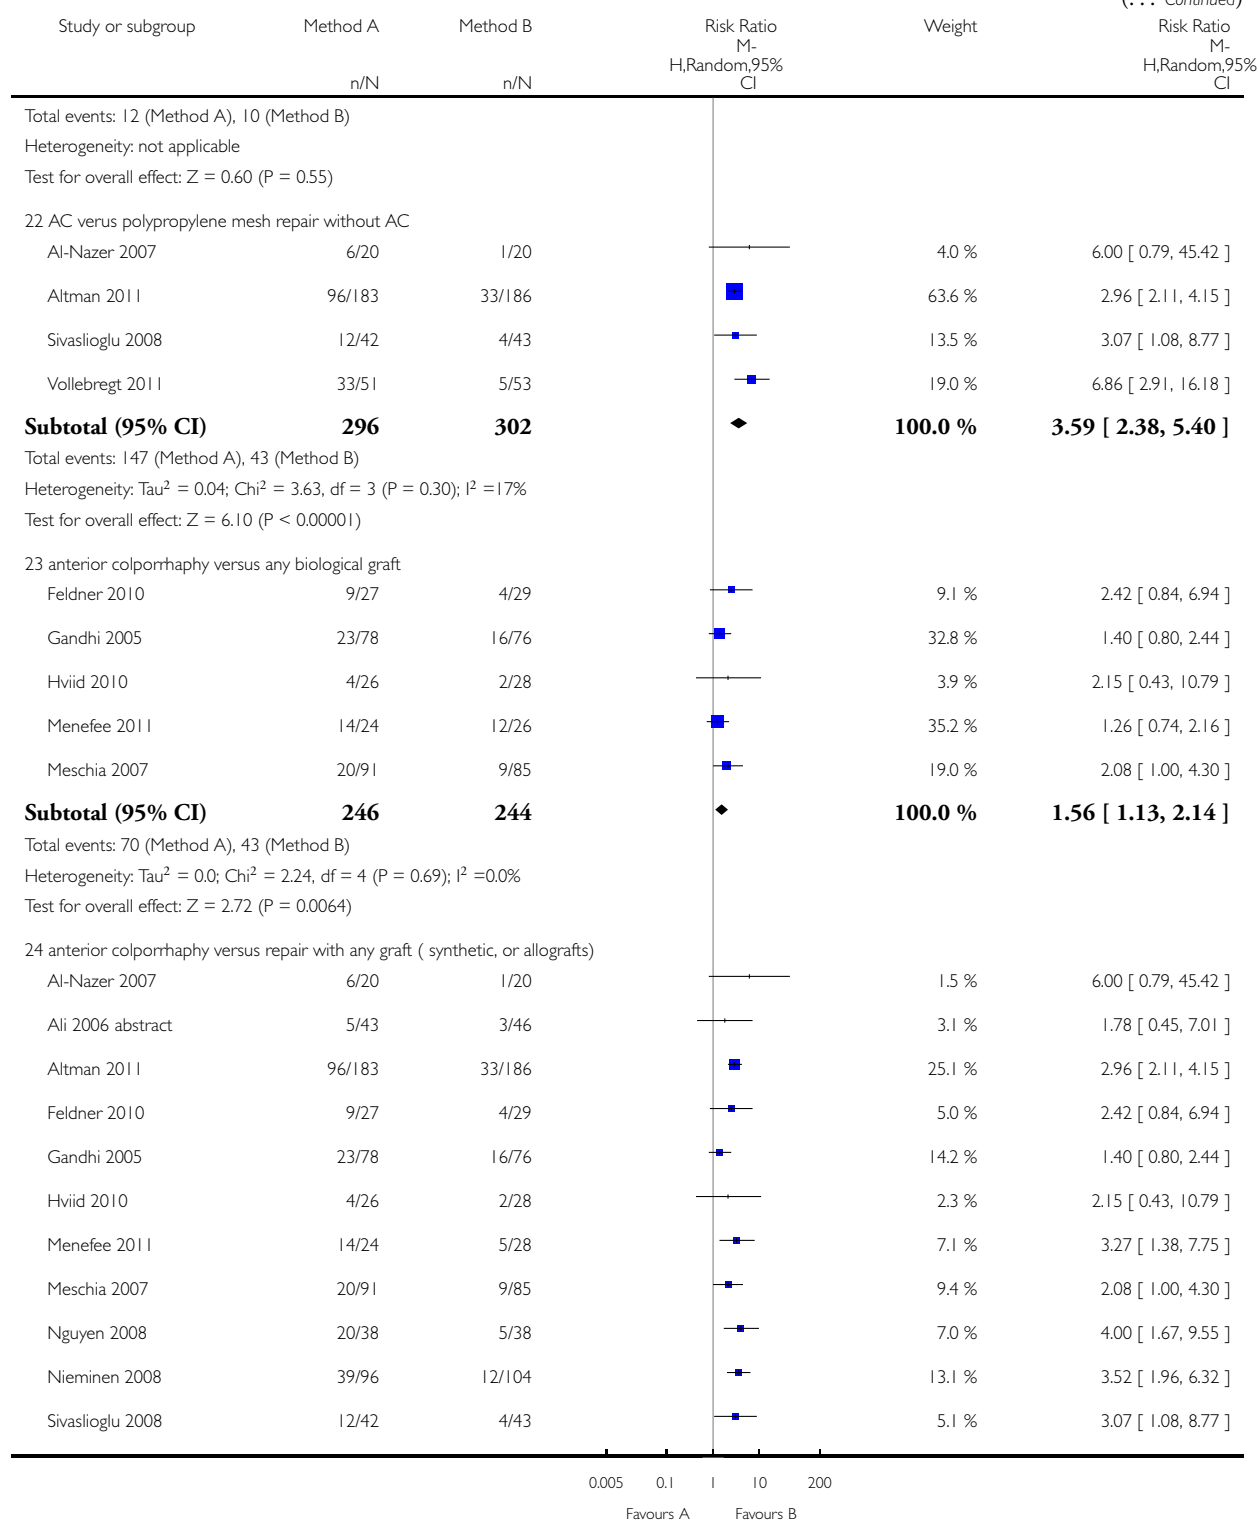 (. . . Continued)
Study or subgroup Method A Method B Risk Ratio Weight Risk Ratio
M- M-
H,Random,95% H,Random,95%
n/N n/N CI CI
Total events: 12 (Method A), 10 (Method B)
Heterogeneity: not applicable
Test for overall effect: Z = 0.60 (P = 0.55)
22 AC verus polypropylene mesh repair without AC
Al-Nazer 2007 6/20 1/20 4.0 % 6.00 [ 0.79, 45.42 ]
Altman 2011 96/183 33/186 63.6 % 2.96 [ 2.11, 4.15 ]
Sivaslioglu 2008 12/42 4/43 13.5 % 3.07 [ 1.08, 8.77 ]
Vollebregt 2011 33/51 5/53 19.0 % 6.86 [ 2.91, 16.18 ]
Subtotal (95% CI) 296 302 100.0 % 3.59 [ 2.38, 5.40 ]
Total events: 147 (Method A), 43 (Method B)
Heterogeneity: Tau² = 0.04; Chi² = 3.63, df = 3 (P = 0.30); I² =17%
Test for overall effect: Z = 6.10 (P < 0.00001)
23 anterior colporrhaphy versus any biological graft
Feldner 2010 9/27 4/29 9.1 % 2.42 [ 0.84, 6.94 ]
Gandhi 2005 23/78 16/76 32.8 % 1.40 [ 0.80, 2.44 ]
Hviid 2010 4/26 2/28 3.9 % 2.15 [ 0.43, 10.79 ]
Menefee 2011 14/24 12/26 35.2 % 1.26 [ 0.74, 2.16 ]
Meschia 2007 20/91 9/85 19.0 % 2.08 [ 1.00, 4.30 ]
Subtotal (95% CI) 246 244 100.0 % 1.56 [ 1.13, 2.14 ]
Total events: 70 (Method A), 43 (Method B)
Heterogeneity: Tau² = 0.0; Chi² = 2.24, df = 4 (P = 0.69); I² =0.0%
Test for overall effect: Z = 2.72 (P = 0.0064)
24 anterior colporrhaphy versus repair with any graft ( synthetic, or allografts)
Al-Nazer 2007 6/20 1/20 1.5 % 6.00 [ 0.79, 45.42 ]
Ali 2006 abstract 5/43 3/46 3.1 % 1.78 [ 0.45, 7.01 ]
Altman 2011 96/183 33/186 25.1 % 2.96 [ 2.11, 4.15 ]
Feldner 2010 9/27 4/29 5.0 % 2.42 [ 0.84, 6.94 ]
Gandhi 2005 23/78 16/76 14.2 % 1.40 [ 0.80, 2.44 ]
Hviid 2010 4/26 2/28 2.3 % 2.15 [ 0.43, 10.79 ]
Menefee 2011 14/24 5/28 7.1 % 3.27 [ 1.38, 7.75 ]
Meschia 2007 20/91 9/85 9.4 % 2.08 [ 1.00, 4.30 ]
Nguyen 2008 20/38 5/38 7.0 % 4.00 [ 1.67, 9.55 ]
Nieminen 2008 39/96 12/104 13.1 % 3.52 [ 1.96, 6.32 ]
Sivaslioglu 2008 12/42 4/43 5.1 % 3.07 [ 1.08, 8.77 ]
0.005 0.1 1 10 200
Favours A Favours B